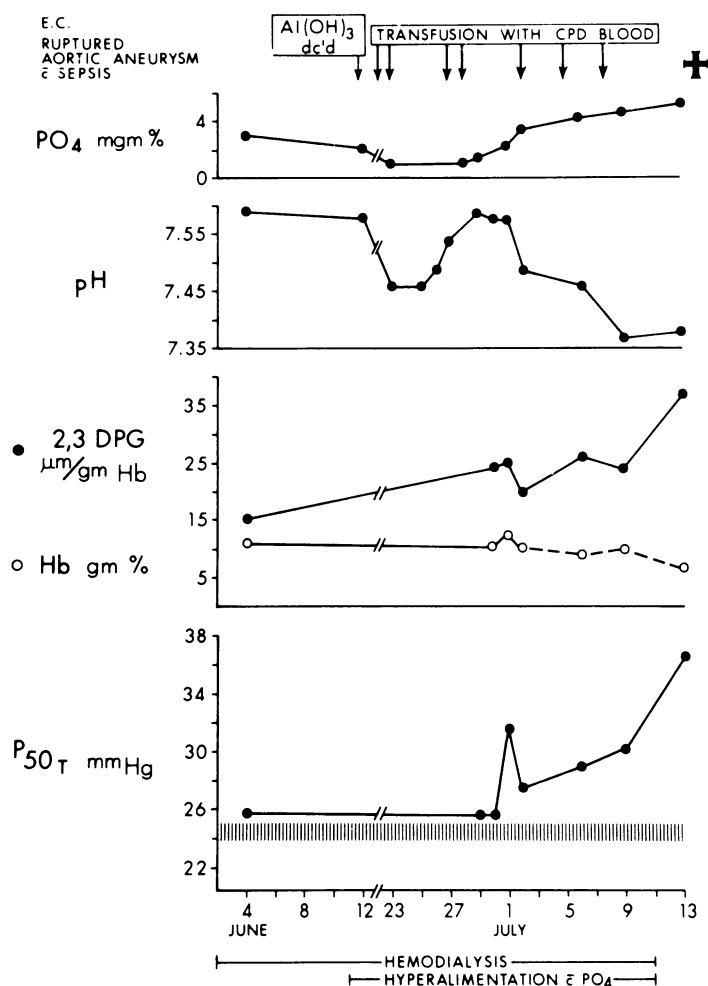 E.C.
RUPTURED
AORTIC ANEURYSM
c̄ SEPSIS
Al(OH)3
dc'd
TRANSFUSION WITH CPD BLOOD
PO4 mgm %
4
0
pH
7.55
7.45
7.35
2,3 DPG
μm/gm Hb
Hb gm %
35
25
15
5
P50T mmHg
38
34
30
26
22
4 8 12 23 27 1 5 9 13
JUNE JULY
HEMODIALYSIS
HYPERALIMENTATION c̄ PO4